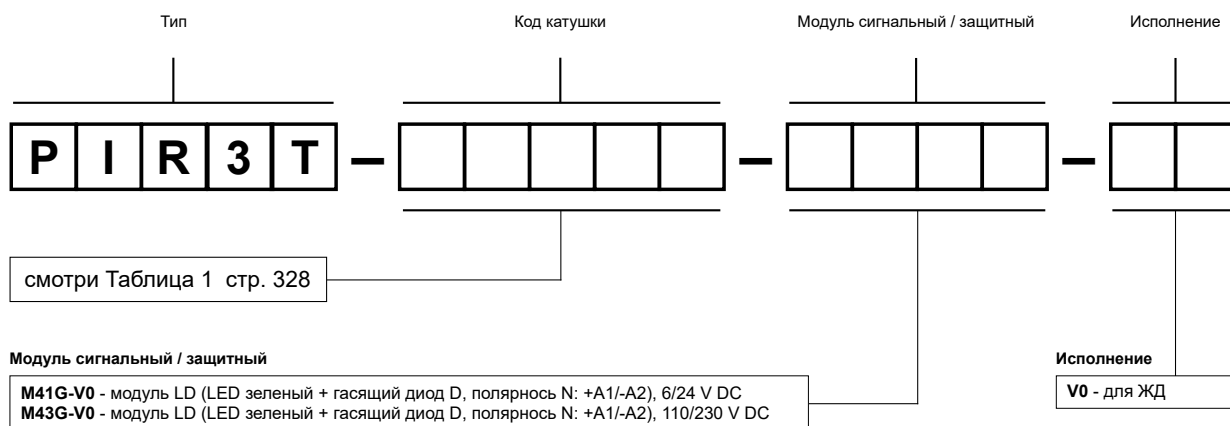 Тип
Код катушки
Модуль сигнальный / защитный
Исполнение
P I R 3 T – – –
смотри Таблица 1 стр. 328
Модуль сигнальный / защитный
M41G-V0 - модуль LD (LED зеленый + гасящий диод D, полярнось N: +A1/-A2), 6/24 V DC
M43G-V0 - модуль LD (LED зеленый + гасящий диод D, полярнось N: +A1/-A2), 110/230 V DC
Исполнение
V0 - для ЖД